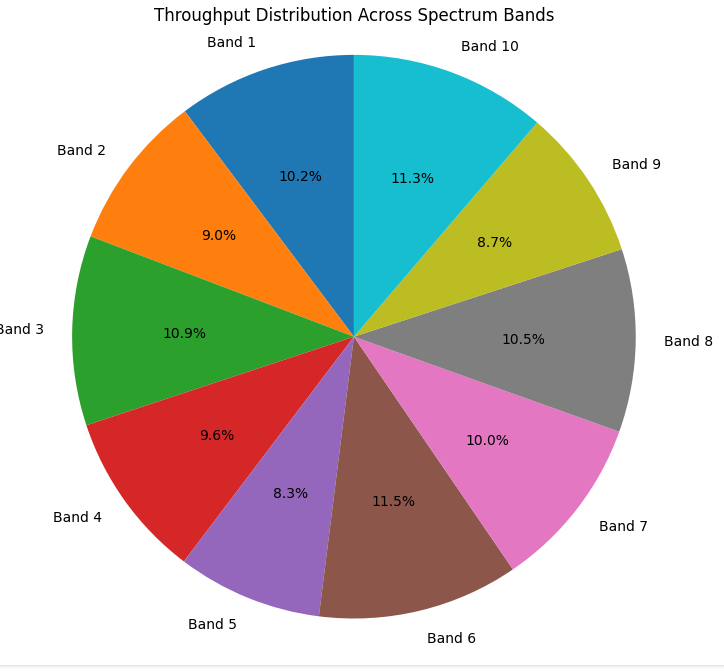 Throughput Distribution Across Spectrum Bands
Band 1
Band 10
Band 2
Band 9
10.2%
11.3%
9.0%
8.7%
Band 3
10.9%
10.5%
Band 8
9.6%
10.0%
8.3%
11.5%
Band 4
Band 7
Band 5
Band 6